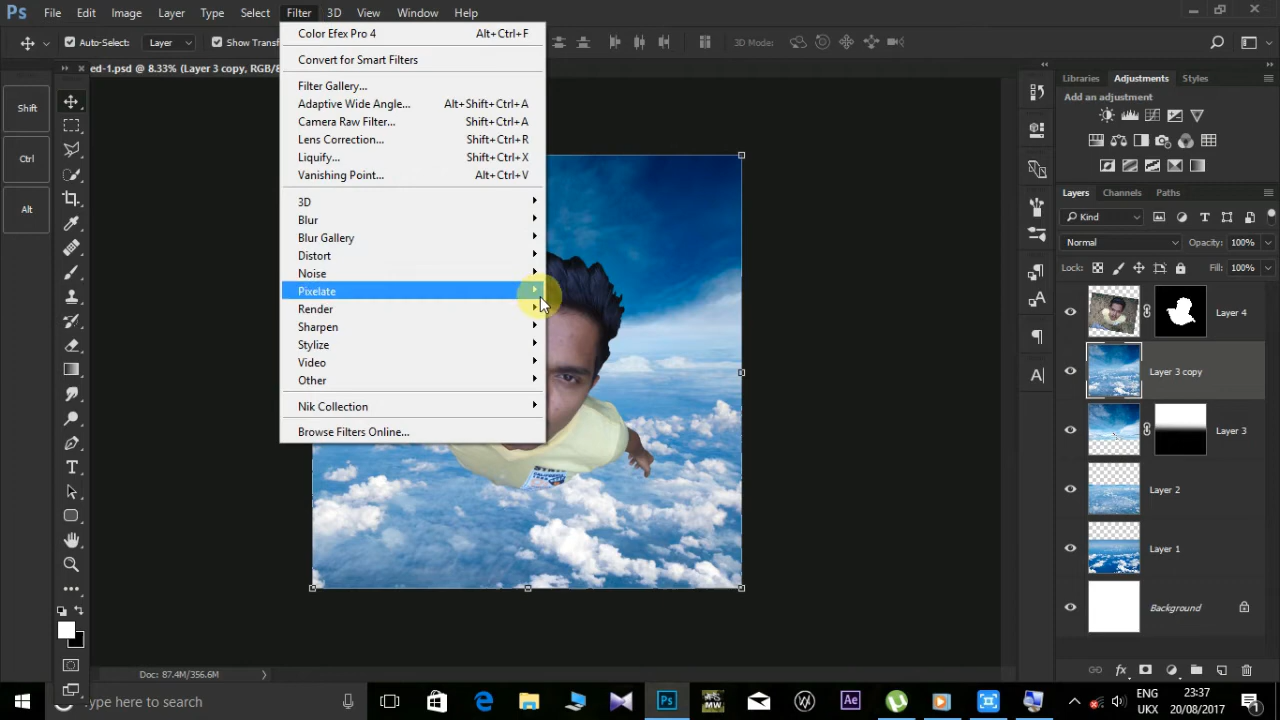 Ps File Edit Image Layer Type Select Filter 3D View Window Help
Auto-Select: Layer Show Transf 3D Mode:
ed-1.psd @ 8.33% (Layer 3 copy, RGB/8
Shift
Ctrl
Alt
Color Efex Pro 4 Alt+Ctrl+F
Convert for Smart Filters
Filter Gallery...
Adaptive Wide Angle... Alt+Shift+Ctrl+A
Camera Raw Filter... Shift+Ctrl+A
Lens Correction... Shift+Ctrl+R
Liquify... Shift+Ctrl+X
Vanishing Point... Alt+Ctrl+V
3D
Blur
Blur Gallery
Distort
Noise
Pixelate
Render
Sharpen
Stylize
Video
Other
Nik Collection
Browse Filters Online...
Libraries Adjustments Styles
Add an adjustment
Layers Channels Paths
Kind
Normal Opacity: 100%
Lock: Fill: 100%
Layer 4
Layer 3 copy
Layer 3
Layer 2
Layer 1
Background
Doc: 87.4M/356.6M
Type here to search
Ps
MW
Ae
ENG
UKX
23:37
20/08/2017